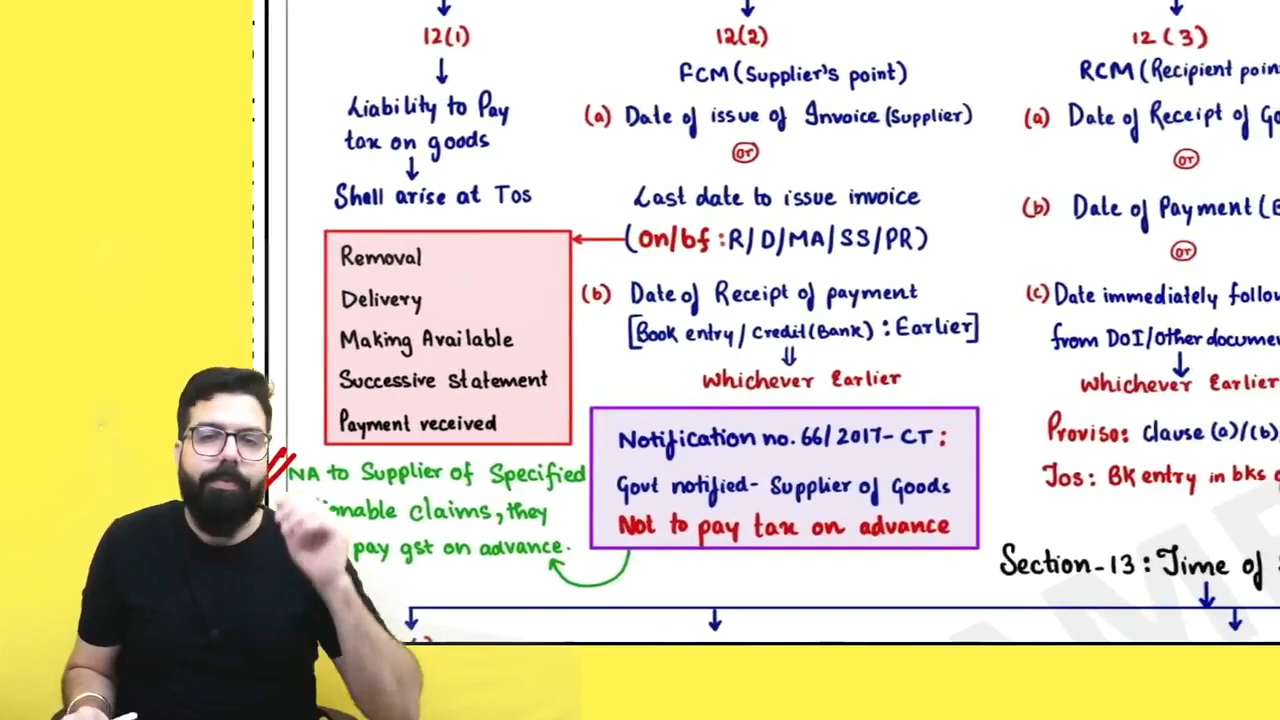 12(1)
Liability to Pay
tax on goods
Shall arise at Tos
Removal
Delivery
Making Available
Successive statement
Payment received
NA to Supplier of Specified
claims, they
pay gst on advance.
12(2)
FCM (Supplier's point)
(a) Date of issue of Invoice (Supplier)
or
Last date to issue invoice
(On/bf : R/D/MA/SS/PR)
(b) Date of Receipt of payment
[Book entry/Credit (Bank) : Earlier]
Whichever Earlier
Notification no. 66/2017- CT :
Govt notified- Supplier of Goods
Not to pay tax on advance
12(3)
RCM (Recipient
(a) Date of Receipt of
or
(b) Date of Payment
or
(c) Date immediately
from DoI/Other
Whichever Earlier
Proviso: Clause (a)/(b)
Tos: BK entry in bks
Section-13 : Time of